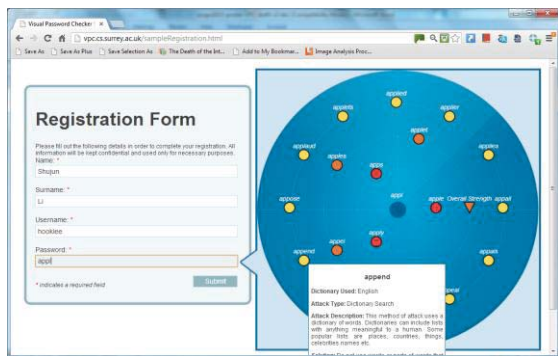 Visual Password Checker
vpc.cs.surrey.ac.uk/sampleRegistration.html
Save As
Save As Plus
Save Selection As
The Death of the Int...
Add to My Bookmar...
Image Analysis Proc...
Registration Form
Please fill out the following details in order to complete your registration. All
information will be kept confidential and used only for necessary purposes.
Name: *
Shujun
Surname: *
Li
Username: *
hooklee
Password: *
appl
* indicates a required field
Submit
applied
applets
applier
applet
applaud
apples
apps
applies
appl
appose
apple
Overall Strength
appall
apply
append
appel
appeal
append
Dictionary Used: English
Attack Type: Dictionary Search
Attack Description: This method of attack uses a
dictionary of words. Dictionaries can include lists
with anything meaningful to a human. Some
popular lists are places, countries, things,
celebrities names etc.